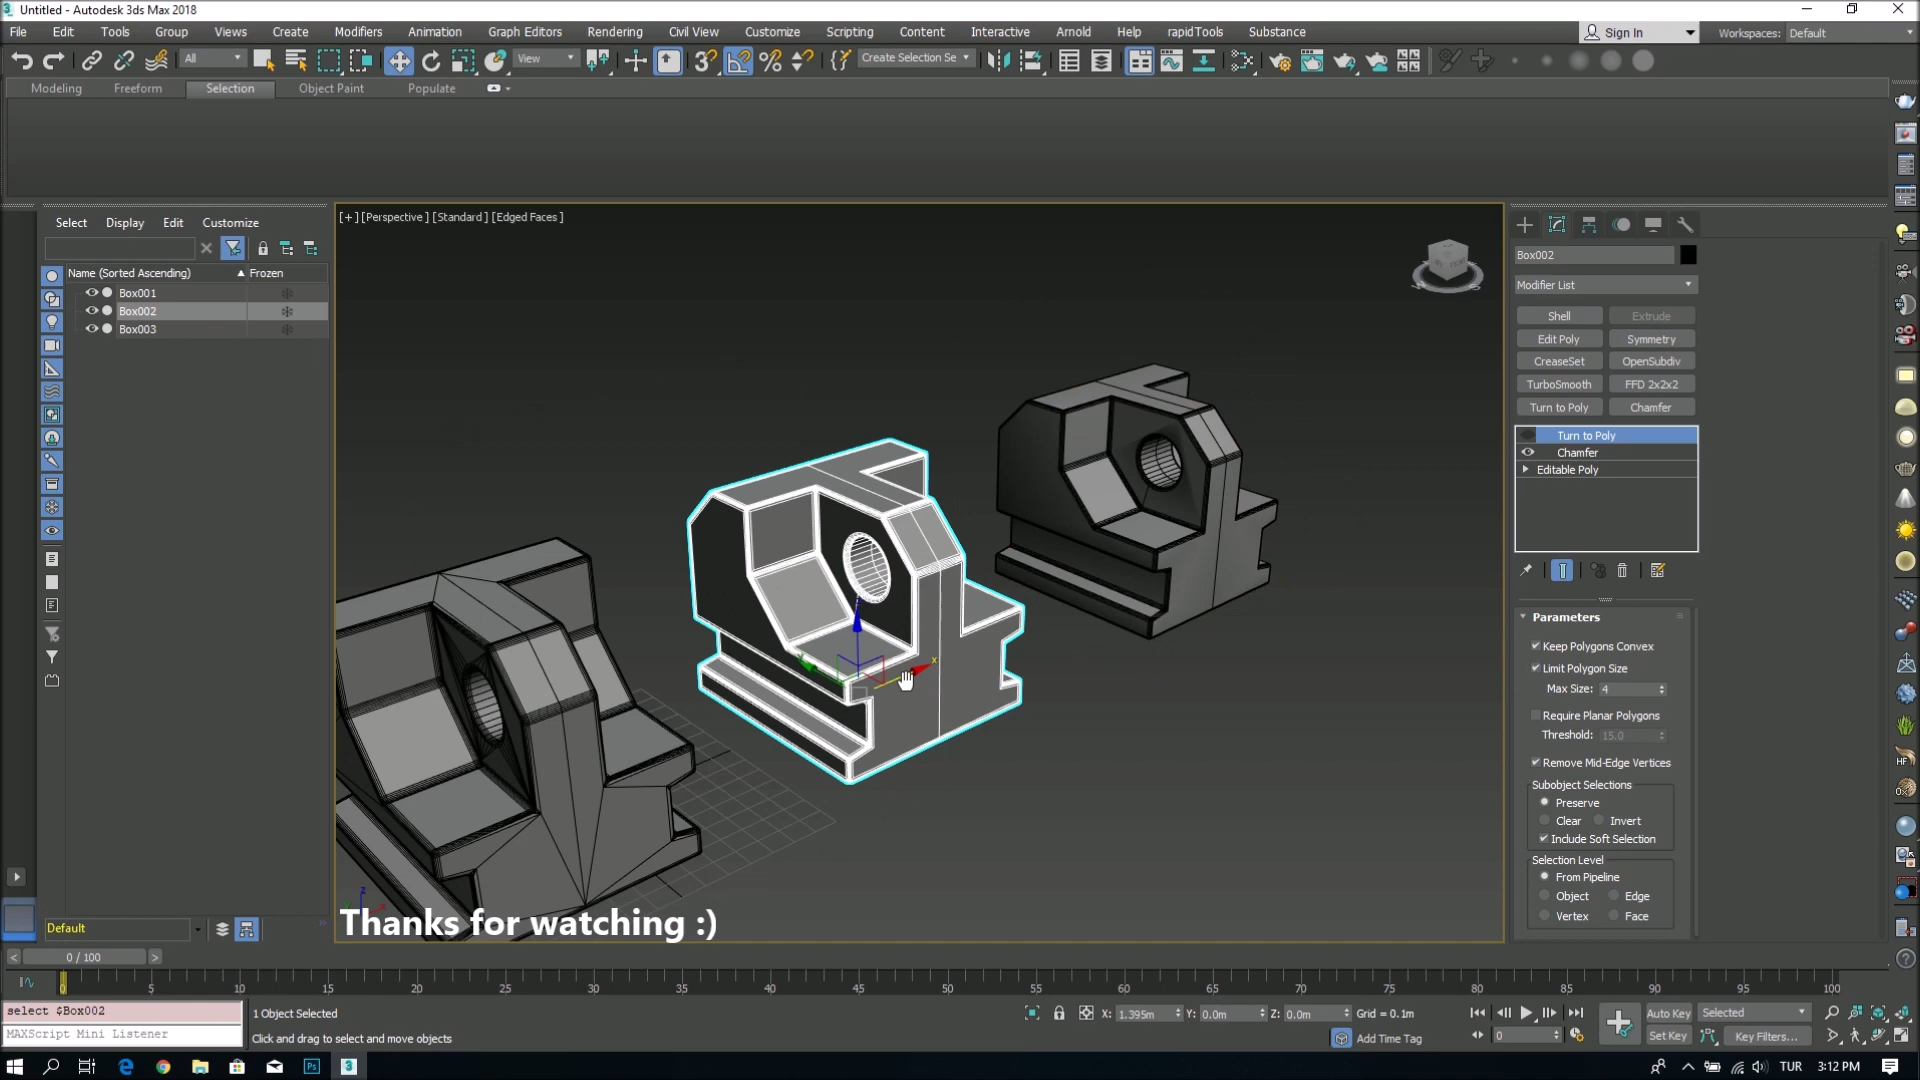 Untitled - Autodesk 3ds Max 2018
File Edit Tools Group Views Create Modifiers Animation Graph Editors Rendering Civil View Customize Scripting Content Interactive Arnold Help rapidTools Substance
Sign In Workspaces: Default
All View Create Selection Se
Modeling Freeform Selection Object Paint Populate
Select Display Edit Customize
Name (Sorted Ascending) Frozen
Box001
Box002
Box003
[+] [Perspective] [Standard] [Edged Faces]
Box002
Modifier List
Shell Extrude
Edit Poly Symmetry
CreaseSet OpenSubdiv
TurboSmooth FFD 2x2x2
Turn to Poly Chamfer
Turn to Poly
Chamfer
Editable Poly
Parameters
Keep Polygons Convex
Limit Polygon Size
Max Size: 4
Require Planar Polygons
Threshold: 15.0
Remove Mid-Edge Vertices
Subobject Selections
Preserve
Clear Invert
Include Soft Selection
Selection Level
From Pipeline
Object Edge
Vertex Face
Thanks for watching :)
Default
0 / 100
0 5 10 15 20 25 30 35 40 45 50 55 60 65 70 75 80 85 90 95 100
select $Box002
MAXScript Mini Listener
1 Object Selected
Click and drag to select and move objects
X: 1.395m Y: 0.0m Z: 0.0m Grid = 0.1m
Add Time Tag
0
Auto Key Selected
Set Key Key Filters...
TUR 3:12 PM